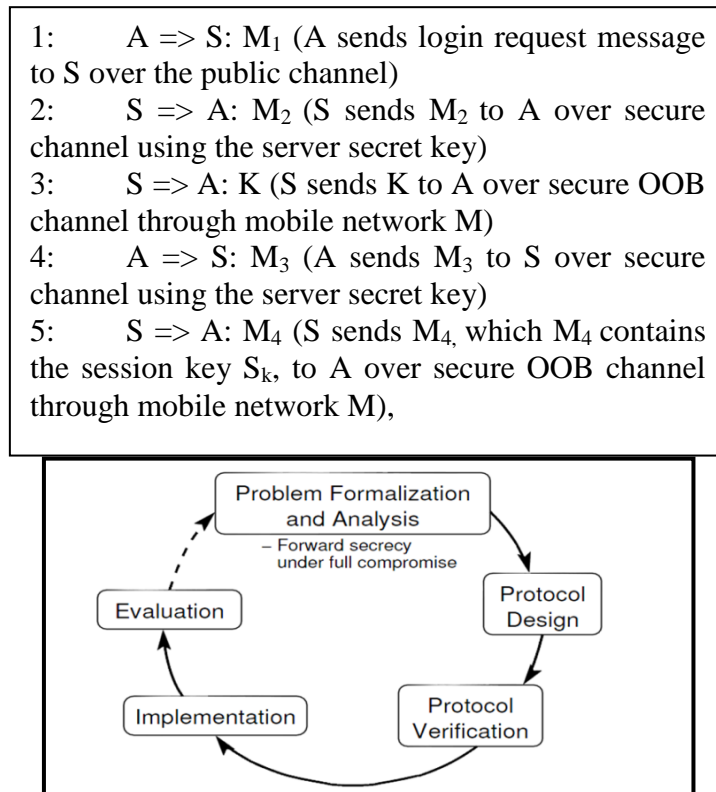 1: A => S: M₁ (A sends login request message
to S over the public channel)
2: S => A: M₂ (S sends M₂ to A over secure
channel using the server secret key)
3: S => A: K (S sends K to A over secure OOB
channel through mobile network M)
4: A => S: M₃ (A sends M₃ to S over secure
channel using the server secret key)
5: S => A: M₄ (S sends M₄, which M₄ contains
the session key Sₖ, to A over secure OOB channel
through mobile network M),
Problem Formalization
and Analysis
– Forward secrecy
under full compromise
Protocol
Design
Protocol
Verification
Implementation
Evaluation